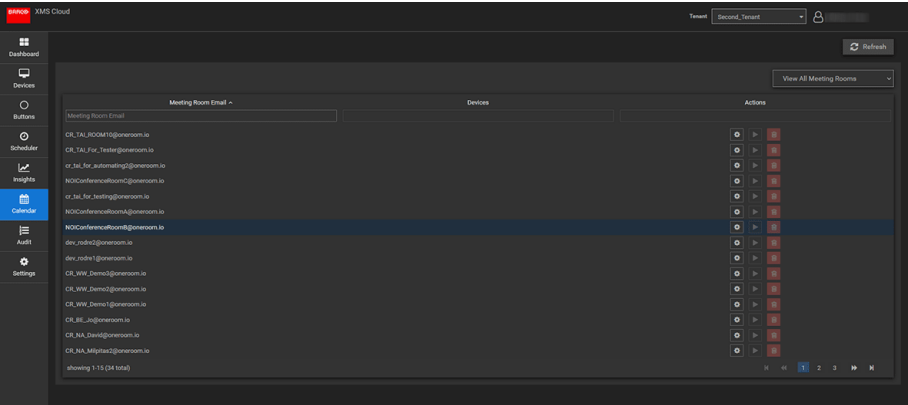 BARCO XMS Cloud
Tenant Second_Tenant
Dashboard
Devices
Buttons
Scheduler
Insights
Calendar
Audit
Settings
Refresh
View All Meeting Rooms
Meeting Room Email Devices Actions
Meeting Room Email
CR_TAI_ROOM10@oneroom.io
CR_TAI_For_Tester@oneroom.io
cr_tai_for_automating2@oneroom.io
NOIConferenceRoomC@oneroom.io
cr_tai_for_testing@oneroom.io
NOIConferenceRoomA@oneroom.io
NOIConferenceRoomB@oneroom.io
dev_rodre2@oneroom.io
dev_rodre1@oneroom.io
CR_WW_Demo3@oneroom.io
CR_WW_Demo2@oneroom.io
CR_WW_Demo1@oneroom.io
CR_BE_Jo@oneroom.io
CR_NA_David@oneroom.io
CR_NA_Milpitas2@oneroom.io
showing 1-15 (34 total) 1 2 3